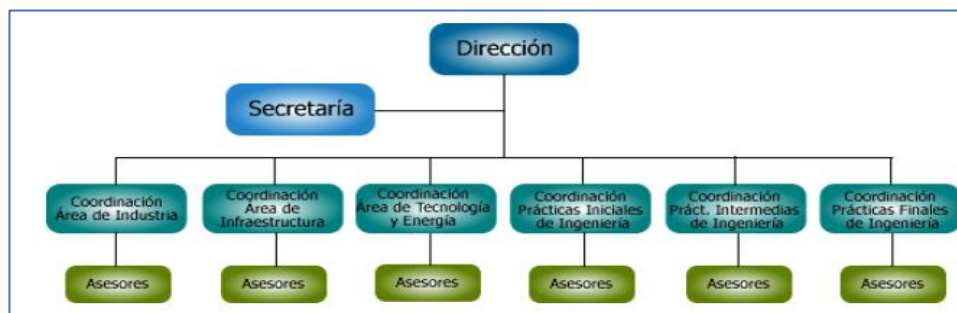 Dirección
Secretaría
Coordinación
Área de Industria
Coordinación
Área de
Infraestructura
Coordinación
Área de Tecnología
y Energía
Coordinación
Prácticas Iniciales
de Ingeniería
Coordinación
Práct. Intermedias
de Ingeniería
Coordinación
Prácticas Finales
de Ingeniería
Asesores
Asesores
Asesores
Asesores
Asesores
Asesores